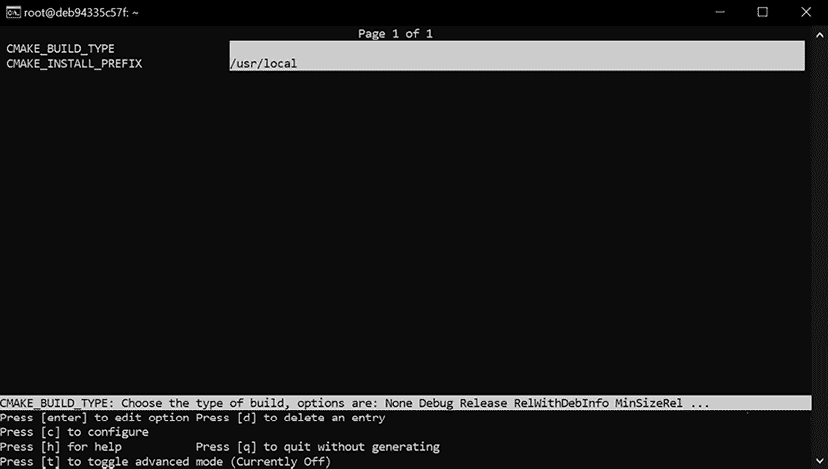 root@deb94335c57f: ~
Page 1 of 1
CMAKE_BUILD_TYPE
CMAKE_INSTALL_PREFIX /usr/local
CMAKE_BUILD_TYPE: Choose the type of build, options are: None Debug Release RelWithDebInfo MinSizeRel ...
Press [enter] to edit option Press [d] to delete an entry
Press [c] to configure
Press [h] for help Press [q] to quit without generating
Press [t] to toggle advanced mode (Currently Off)